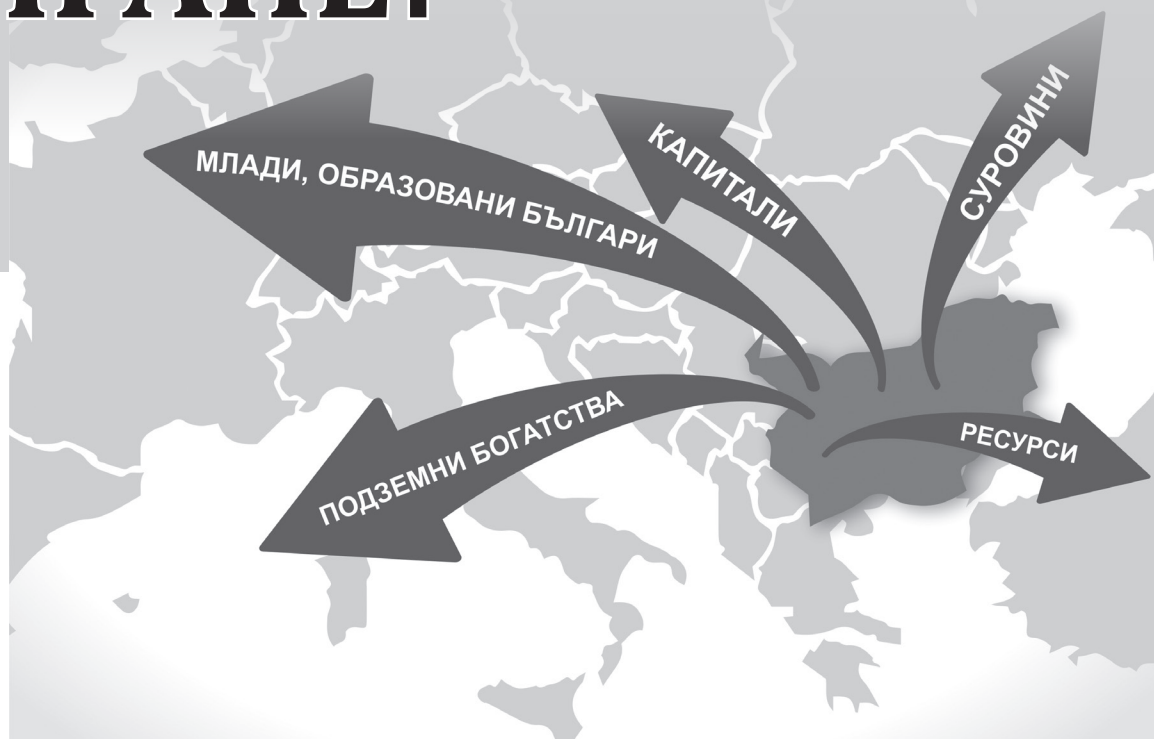 МЛАДИ, ОБРАЗОВАНИ БЪЛГАРИ
КАПИТАЛИ
СУРОВИНИ
ПОДЗЕМНИ БОГАТСТВА
РЕСУРСИ